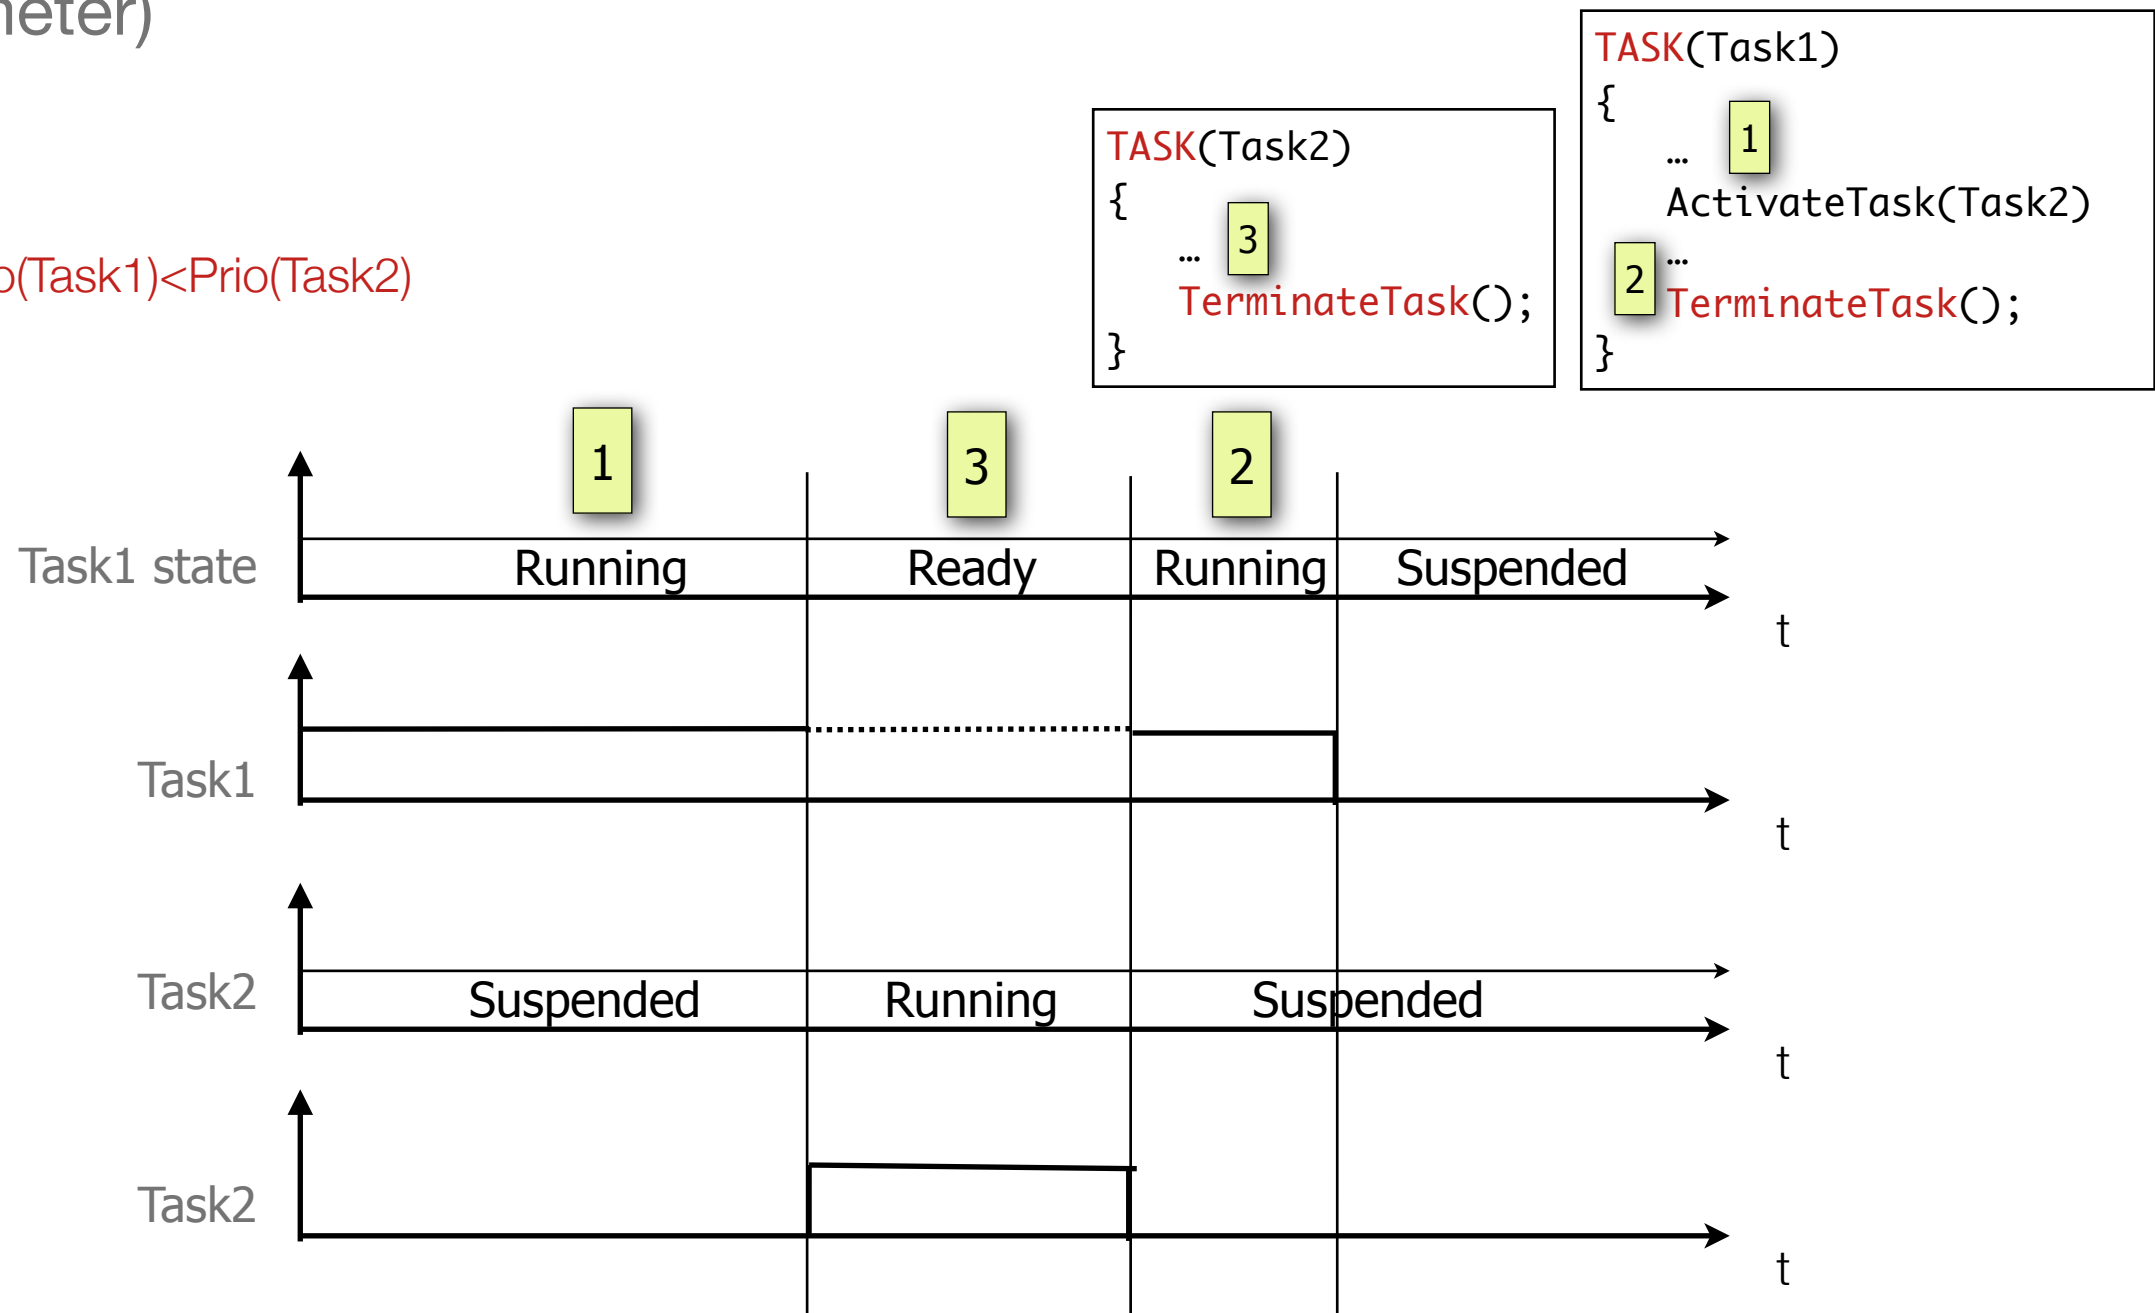 TASK(Task1)
{
… 1
ActivateTask(Task2)
…
2 TerminateTask();
}
TASK(Task2)
{
… 3
TerminateTask();
}
(Task1)<Prio(Task2)
1 3 2
Task1 state Running Ready Running Suspended
t
Task1
t
Task2 Suspended Running Suspended
t
Task2
t